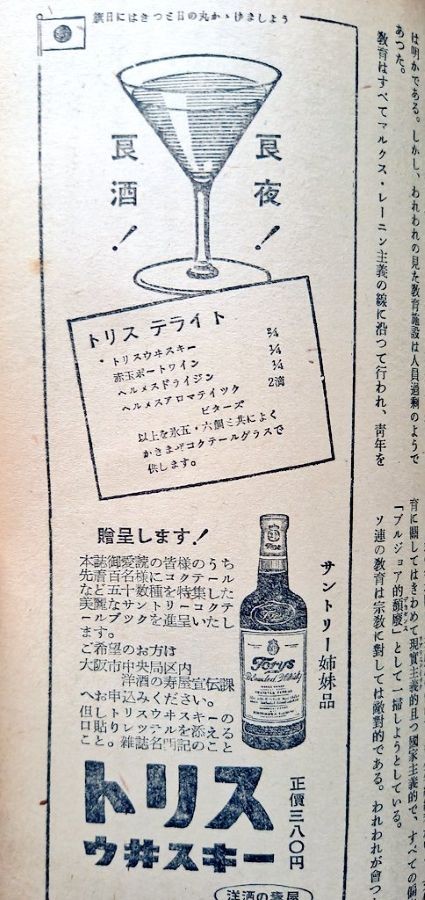 旗日にはきつと日の丸かゝげましよう
良夜!
良酒!
トリス デライト
・トリスウヰスキー 2/4
赤玉ポートワイン 1/4
ヘルメスドライジン 1/4
ヘルメスアロマテイツク 2滴
ビターズ
以上を氷五・六個と共によく
かきまぜコクテールグラスで
供します。
贈呈します!
本誌御愛読の皆様のうち
先着百名様にコクテール
など五十数種を特集した
美麗なサントリーコクテ
ールブツクを進呈いたし
ます。
ご希望のお方は
大阪市中央局区内
洋酒の寿屋宣伝課
へお申込みください。
但しトリスウヰスキーの
口貼りレツテルを添える
こと。雑誌名明記のこと
サントリー姉妹品
Torys
Blended Whisky
トリス
ウヰスキー
正價三八〇円
洋酒の寿屋
は明かである。しかし、われわれの見た教育施設は人員過剰のようで
あつた。
教育はすべてマルクス・レーニン主義の線に沿つて行われ、青年を
育に關してはきわめて現實主義的且つ國家主義的で、すべての偏
「ブルジョア的頽廢」として一掃しようとしている。
ソ連の教育は宗教に對しては敵對的である。われわれが會つ